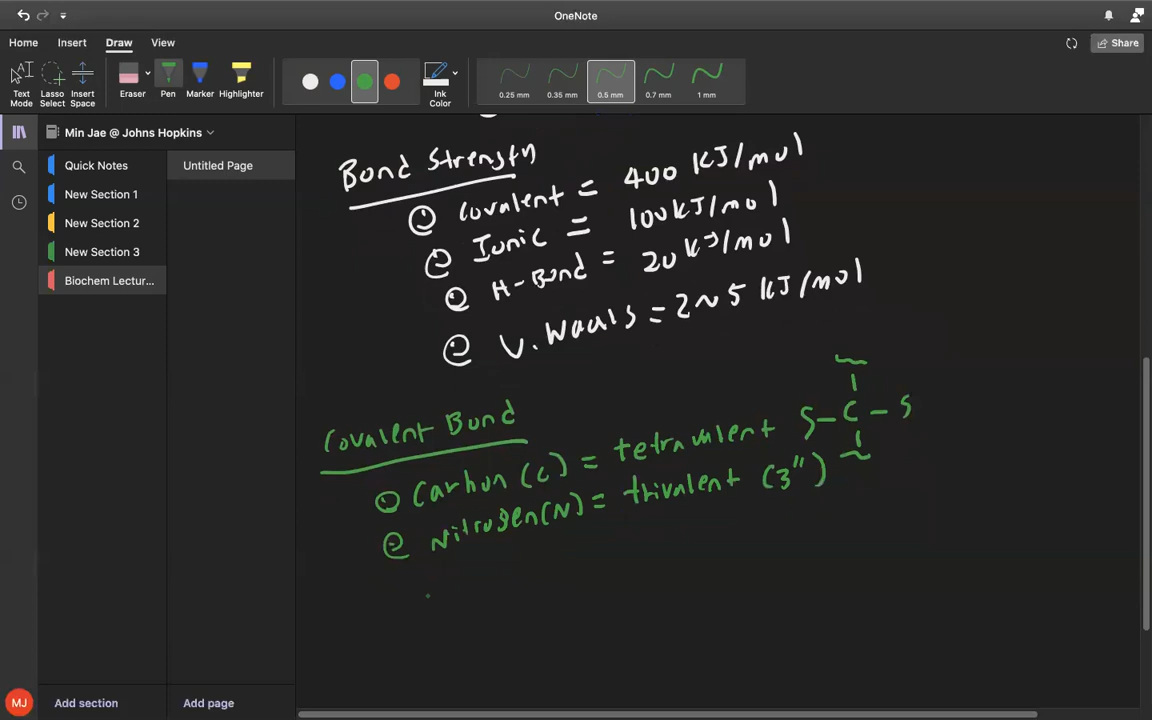 OneNote
Home Insert Draw View
Share
Text Mode
Lasso Select
Insert Space
Eraser
Pen
Marker
Highlighter
Ink Color
0.25 mm 0.35 mm 0.5 mm 0.7 mm 1 mm
Min Jae @ Johns Hopkins
Quick Notes
New Section 1
New Section 2
New Section 3
Biochem Lectur...
Untitled Page
Bond Strength
@ Covalent = 400 KJ/mol
@ Ionic = 100 KJ/mol
@ H-Bond = 20 KJ/mol
@ V. Waals = 2~5 KJ/mol
Covalent Bond
@ Carbon (C) = tetravalent
C
@ Nitrogen (N) = trivalent (3")
MJ
Add section
Add page